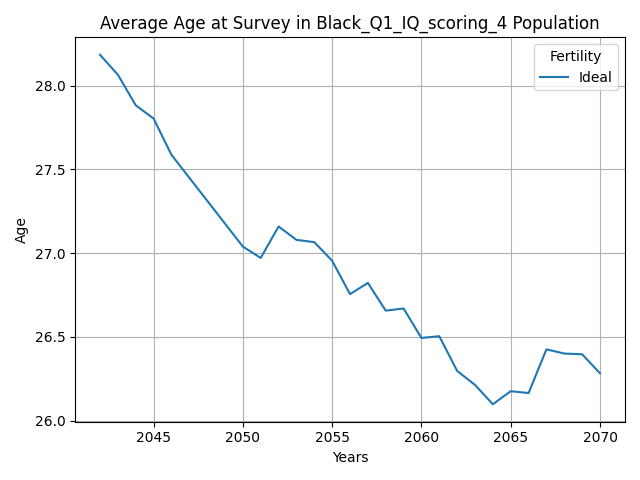 Average Age at Survey in Black_Q1_IQ_scoring_4 Population
Fertility
Ideal
28.0
27.5
27.0
26.5
26.0
Age
2045 2050 2055 2060 2065 2070
Years